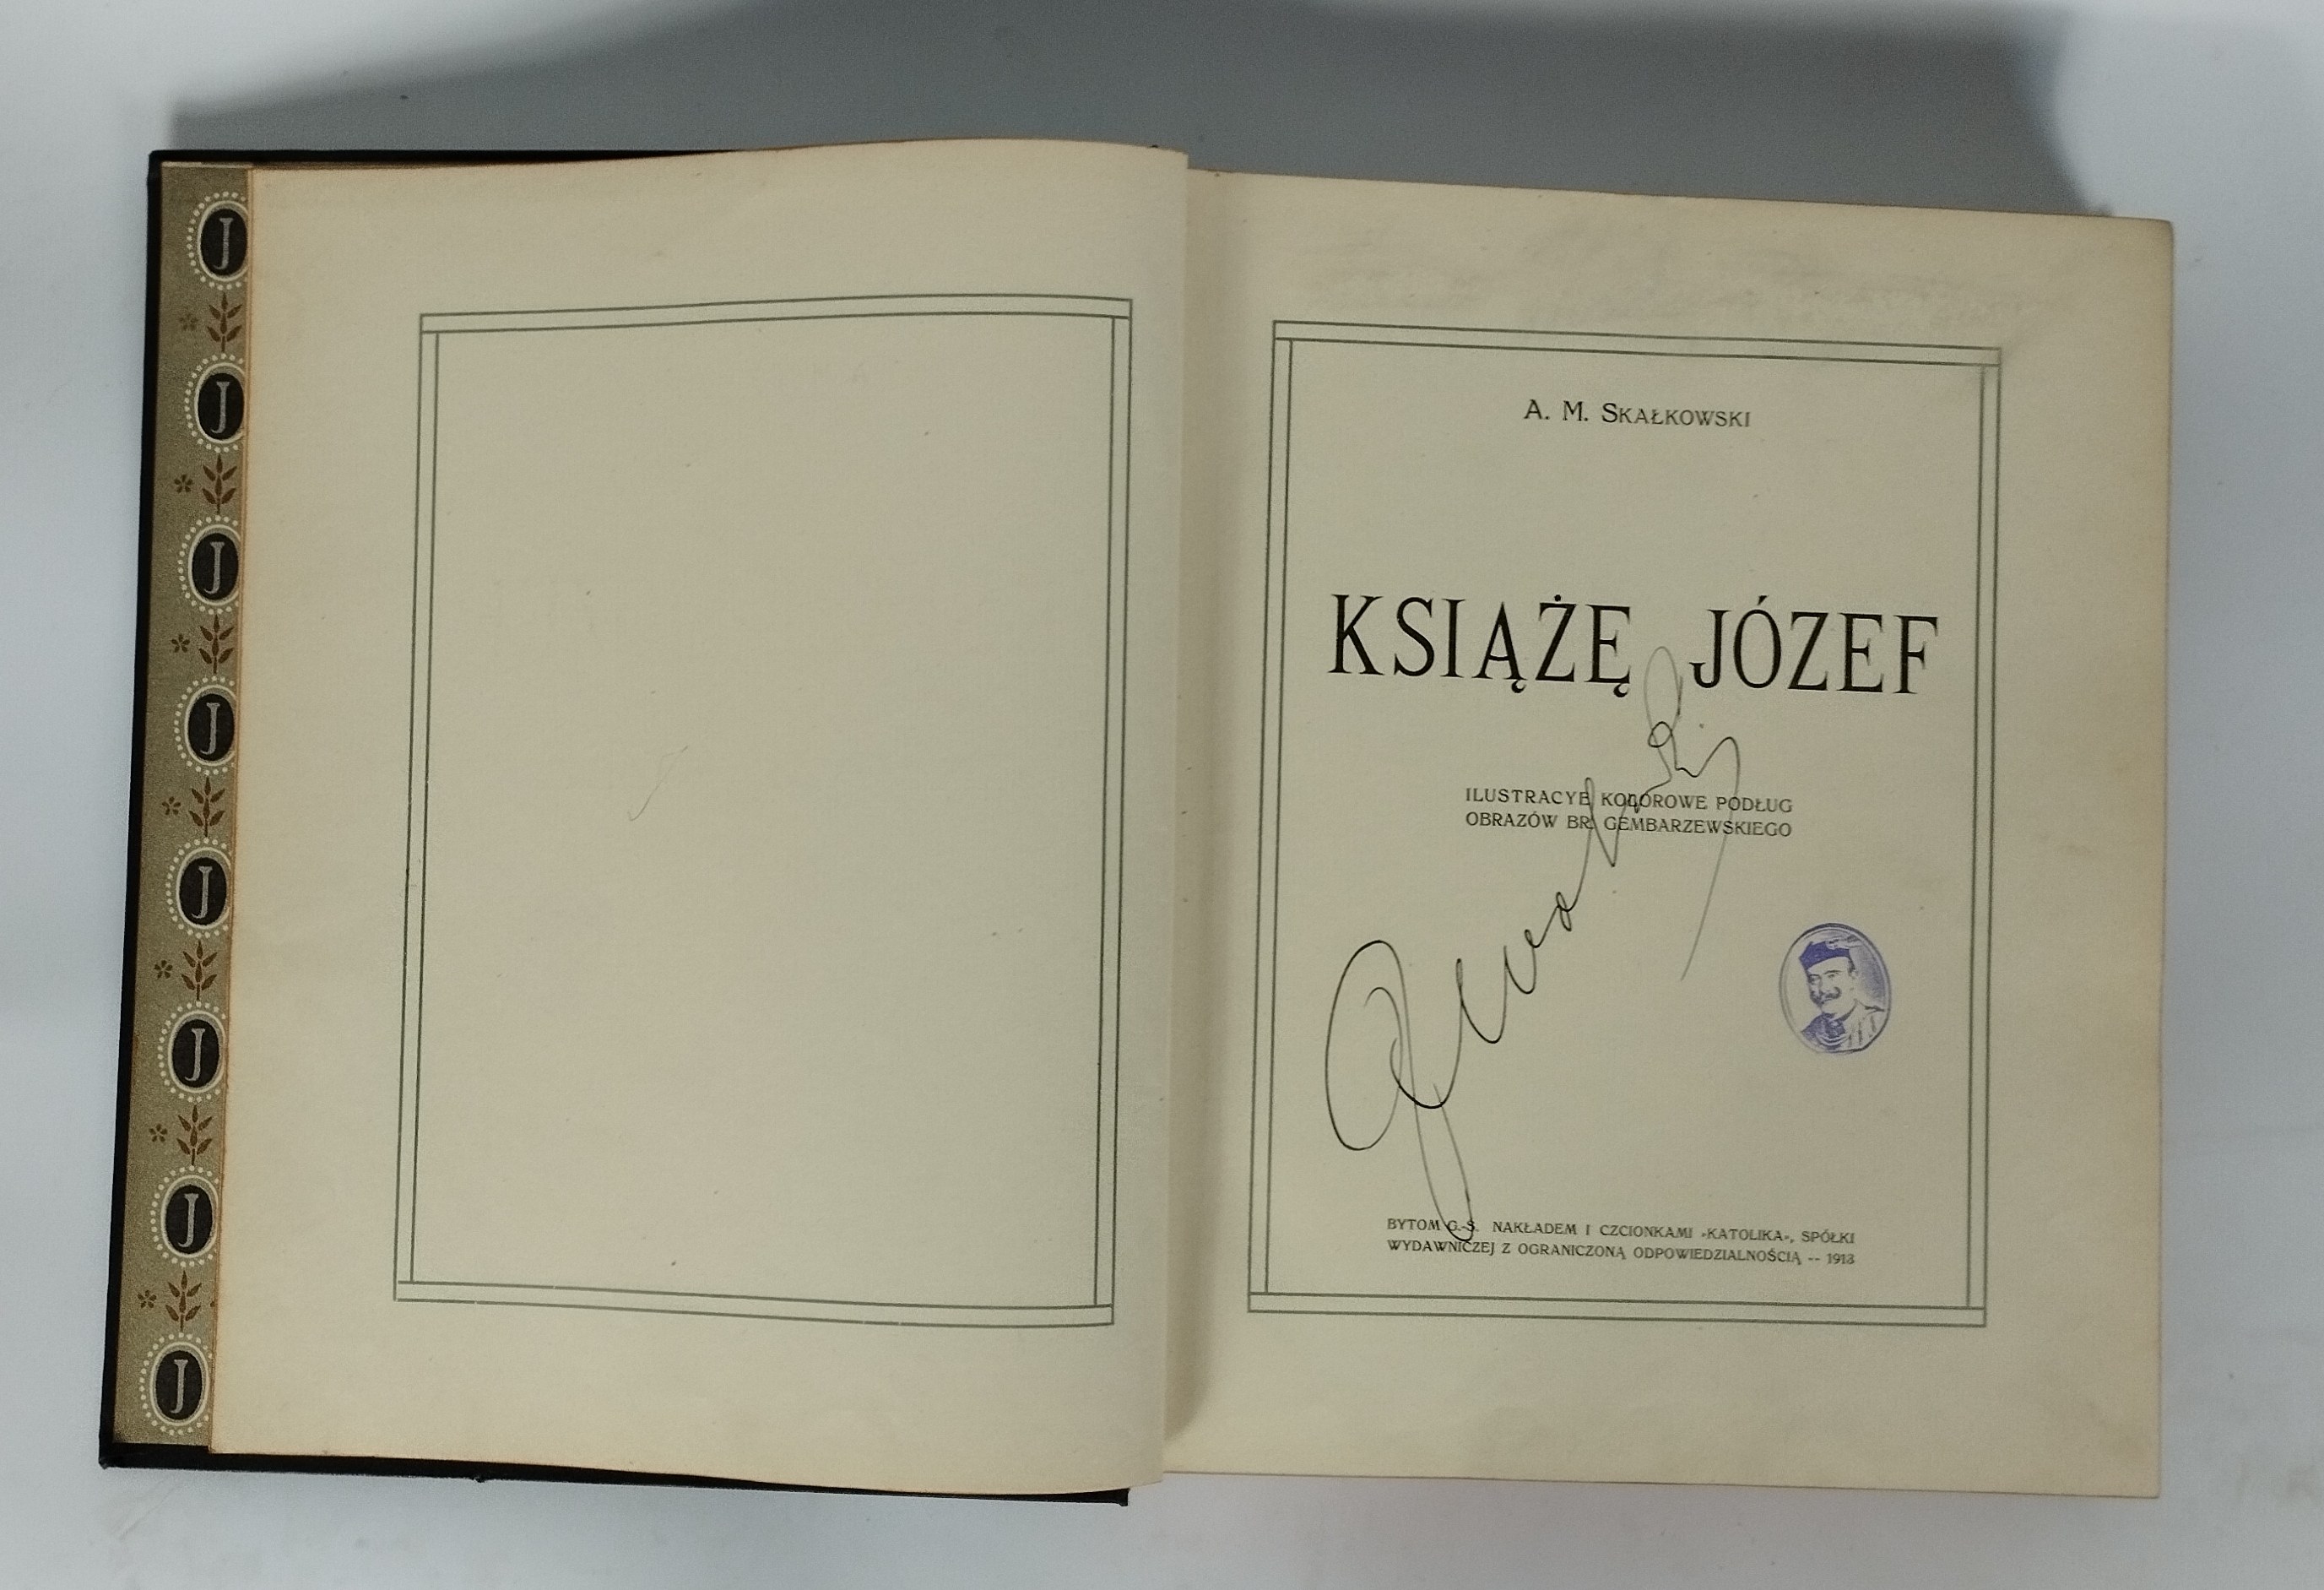 J
J
J
J
J
J
J
J
A. M. SKAŁKOWSKI
KSIĄŻĘ JÓZEF
ILUSTRACYE KOLOROWE PODŁUG
OBRAZÓW BR. GEMBARZEWSKIEGO
BYTOM G.-S. NAKŁADEM I CZCIONKAMI »KATOLIKA«, SPÓŁKI
WYDAWNICZEJ Z OGRANICZONĄ ODPOWIEDZIALNOŚCIĄ -- 1913